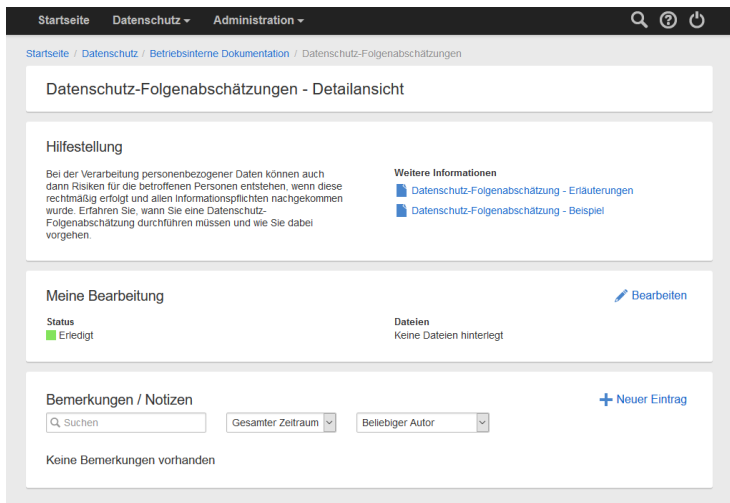 Startseite Datenschutz Administration
Startseite / Datenschutz / Betriebsinterne Dokumentation / Datenschutz-Folgenabschätzungen
Datenschutz-Folgenabschätzungen - Detailansicht
Hilfestellung
Bei der Verarbeitung personenbezogener Daten können auch
dann Risiken für die betroffenen Personen entstehen, wenn diese
rechtmäßig erfolgt und allen Informationspflichten nachgekommen
wurde. Erfahren Sie, wann Sie eine Datenschutz-
Folgenabschätzung durchführen müssen und wie Sie dabei
vorgehen.
Weitere Informationen
Datenschutz-Folgenabschätzung - Erläuterungen
Datenschutz-Folgenabschätzung - Beispiel
Meine Bearbeitung
Bearbeiten
Status
Erledigt
Dateien
Keine Dateien hinterlegt
Bemerkungen / Notizen
Neuer Eintrag
Suchen
Gesamter Zeitraum
Beliebiger Autor
Keine Bemerkungen vorhanden